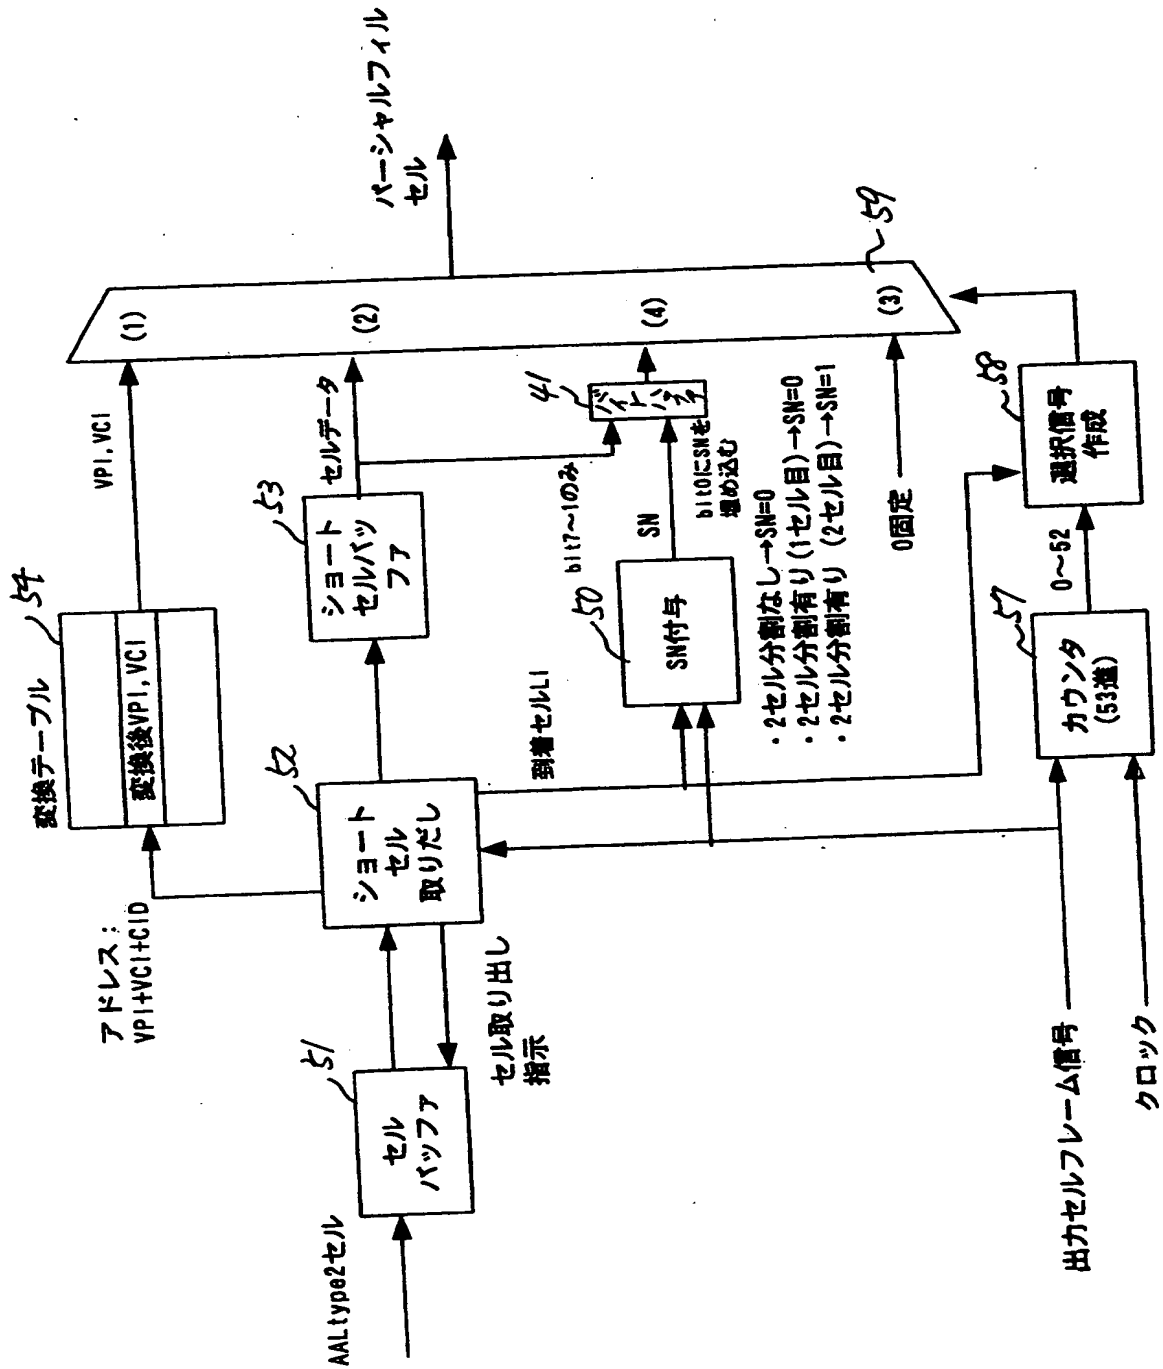 AALtype2セル
51
セル
バッファ
セル取り出し
指示
アドレス：
VPI+VCI+CID
52
ショート
セル
取りだし
変換テーブル
54
変換後VPI,VCI
VPI,VCI
53
ショート
セルバッ
ファ
セルデータ
到着セルLI
50
SN付与
bit7〜1のみ
SN
bit0にSNを
埋め込む
41
・2セル分割なし→SN=0
・2セル分割有り(1セル目)→SN=0
・2セル分割有り (2セル目)→SN=1
0固定
出力セルフレーム信号
クロック
57
カウンタ
(53進)
0〜52
58
選択信号
作成
(1)
(2)
(4)
(3)
59
パーシャルフィル
セル